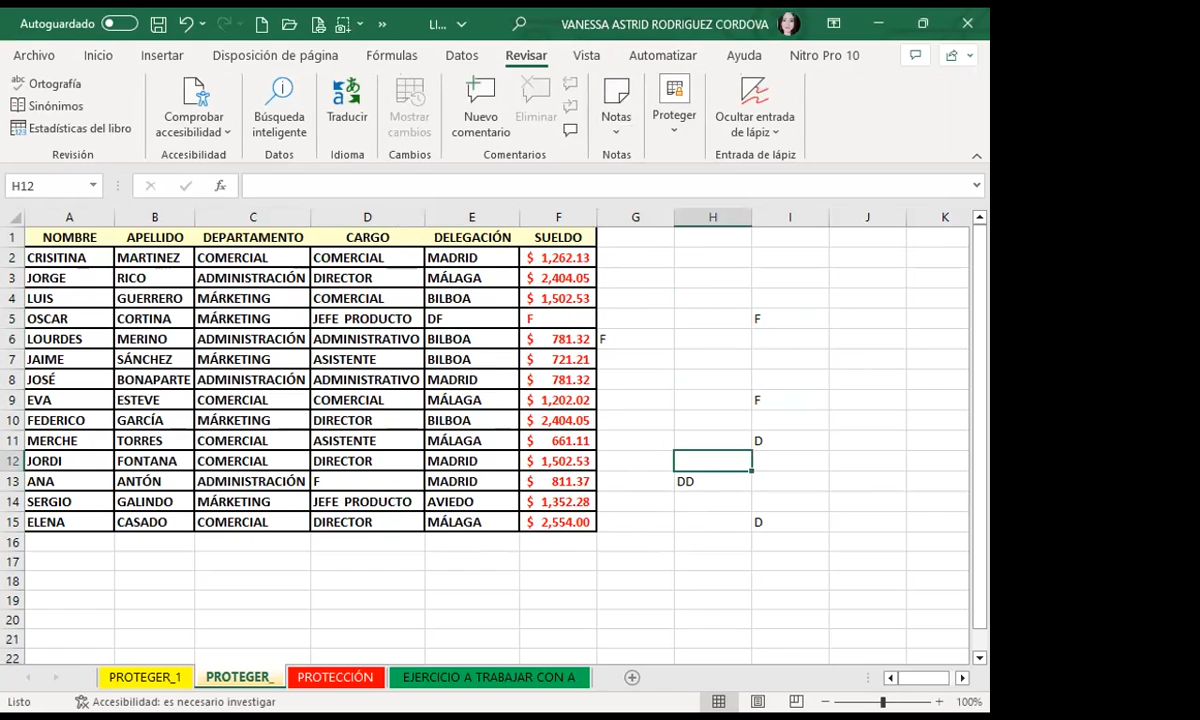 Autoguardado LI... VANESSA ASTRID RODRIGUEZ CORDOVA
Archivo Inicio Insertar Disposición de página Fórmulas Datos Revisar Vista Automatizar Ayuda Nitro Pro 10
abc Ortografía
Sinónimos
Estadísticas del libro
Revisión
Comprobar
accesibilidad
Accesibilidad
Búsqueda
inteligente
Datos
Traducir
Idioma
Mostrar
cambios
Cambios
Nuevo
comentario
Eliminar
Comentarios
Notas
Notas
Proteger
Ocultar entrada
de lápiz
Entrada de lápiz
H12 fx
A B C D E F G H I J K
1 NOMBRE APELLIDO DEPARTAMENTO CARGO DELEGACIÓN SUELDO
2 CRISITINA MARTINEZ COMERCIAL COMERCIAL MADRID $ 1,262.13
3 JORGE RICO ADMINISTRACIÓN DIRECTOR MÁLAGA $ 2,404.05
4 LUIS GUERRERO MÁRKETING COMERCIAL BILBOA $ 1,502.53
5 OSCAR CORTINA MÁRKETING JEFE PRODUCTO DF F F
6 LOURDES MERINO ADMINISTRACIÓN ADMINISTRATIVO BILBOA $ 781.32 F
7 JAIME SÁNCHEZ MÁRKETING ASISTENTE BILBOA $ 721.21
8 JOSÉ BONAPARTE ADMINISTRACIÓN ADMINISTRATIVO MADRID $ 781.32
9 EVA ESTEVE COMERCIAL COMERCIAL MÁLAGA $ 1,202.02 F
10 FEDERICO GARCÍA MÁRKETING DIRECTOR BILBOA $ 2,404.05
11 MERCHE TORRES COMERCIAL ASISTENTE MÁLAGA $ 661.11 D
12 JORDI FONTANA COMERCIAL DIRECTOR MADRID $ 1,502.53
13 ANA ANTÓN ADMINISTRACIÓN F MADRID $ 811.37 DD
14 SERGIO GALINDO MÁRKETING JEFE PRODUCTO AVIEDO $ 1,352.28
15 ELENA CASADO COMERCIAL DIRECTOR MÁLAGA $ 2,554.00 D
16
17
18
19
20
21
22
PROTEGER_1 PROTEGER_ PROTECCIÓN EJERCICIO A TRABAJAR CON A
Listo Accesibilidad: es necesario investigar 100%